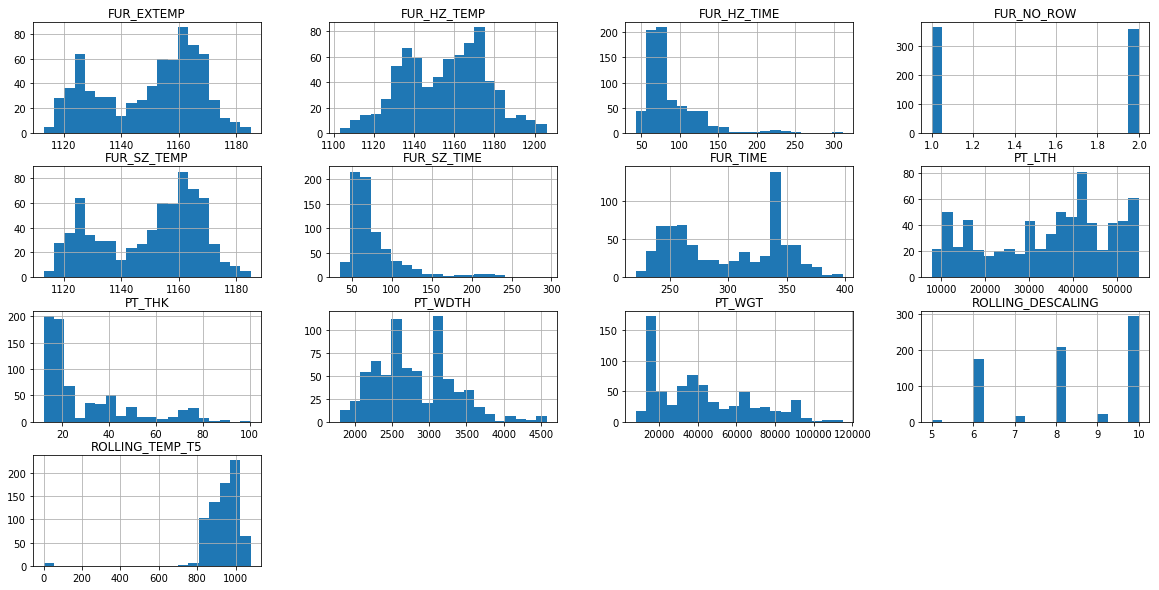 FUR_EXTEMP FUR_HZ_TEMP FUR_HZ_TIME FUR_NO_ROW
80 80 200 300
60 60 150 200
40 40 100 100
20 20 50
0 0 0 0
1120 1140 1160 1180 1100 1120 1140 1160 1180 1200 50 100 150 200 250 300 1.0 1.2 1.4 1.6 1.8 2.0
FUR_SZ_TEMP FUR_SZ_TIME FUR_TIME PT_LTH
80 200 100 80
60 150 50 60
40 100 0 40
20 50 20
0 0 0
1120 1140 1160 1180 50 100 150 200 250 300 250 300 350 400 10000 20000 30000 40000 50000
PT_THK PT_WDTH PT_WGT ROLLING_DESCALING
200 100 150 300
150 75 100 200
100 50 50 100
50 25 0 0
0 0
20 40 60 80 100 2000 2500 3000 3500 4000 4500 20000 40000 60000 80000 100000 120000 5 6 7 8 9 10
ROLLING_TEMP_T5
200
150
100
50
0
0 200 400 600 800 1000